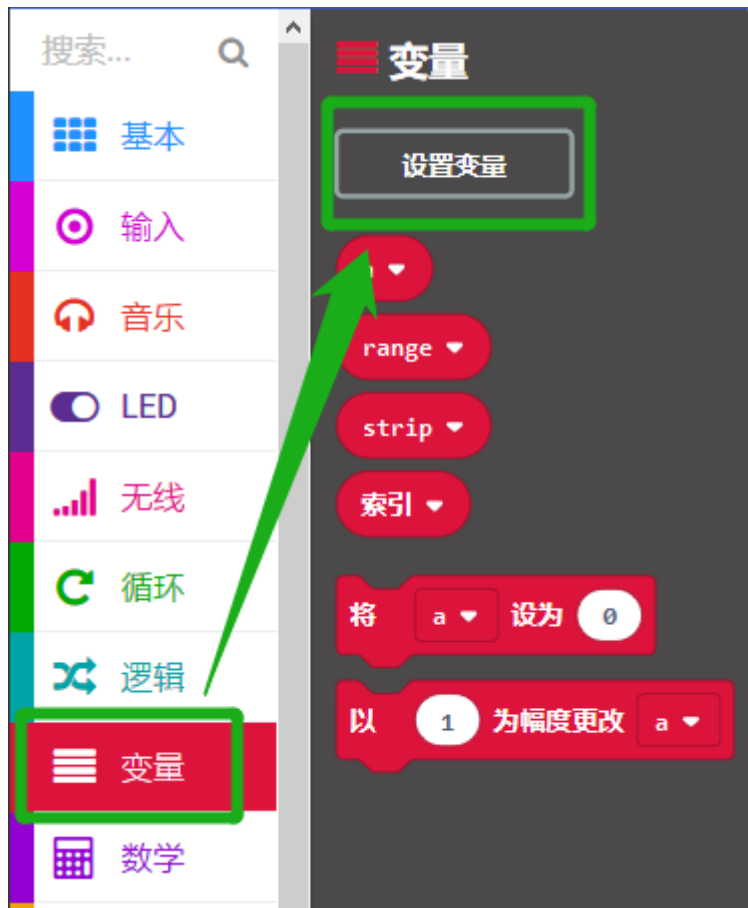 搜索...
基本
输入
音乐
LED
无线
循环
逻辑
变量
数学
变量
设置变量
range
strip
索引
将 a 设为 0
以 1 为幅度更改 a